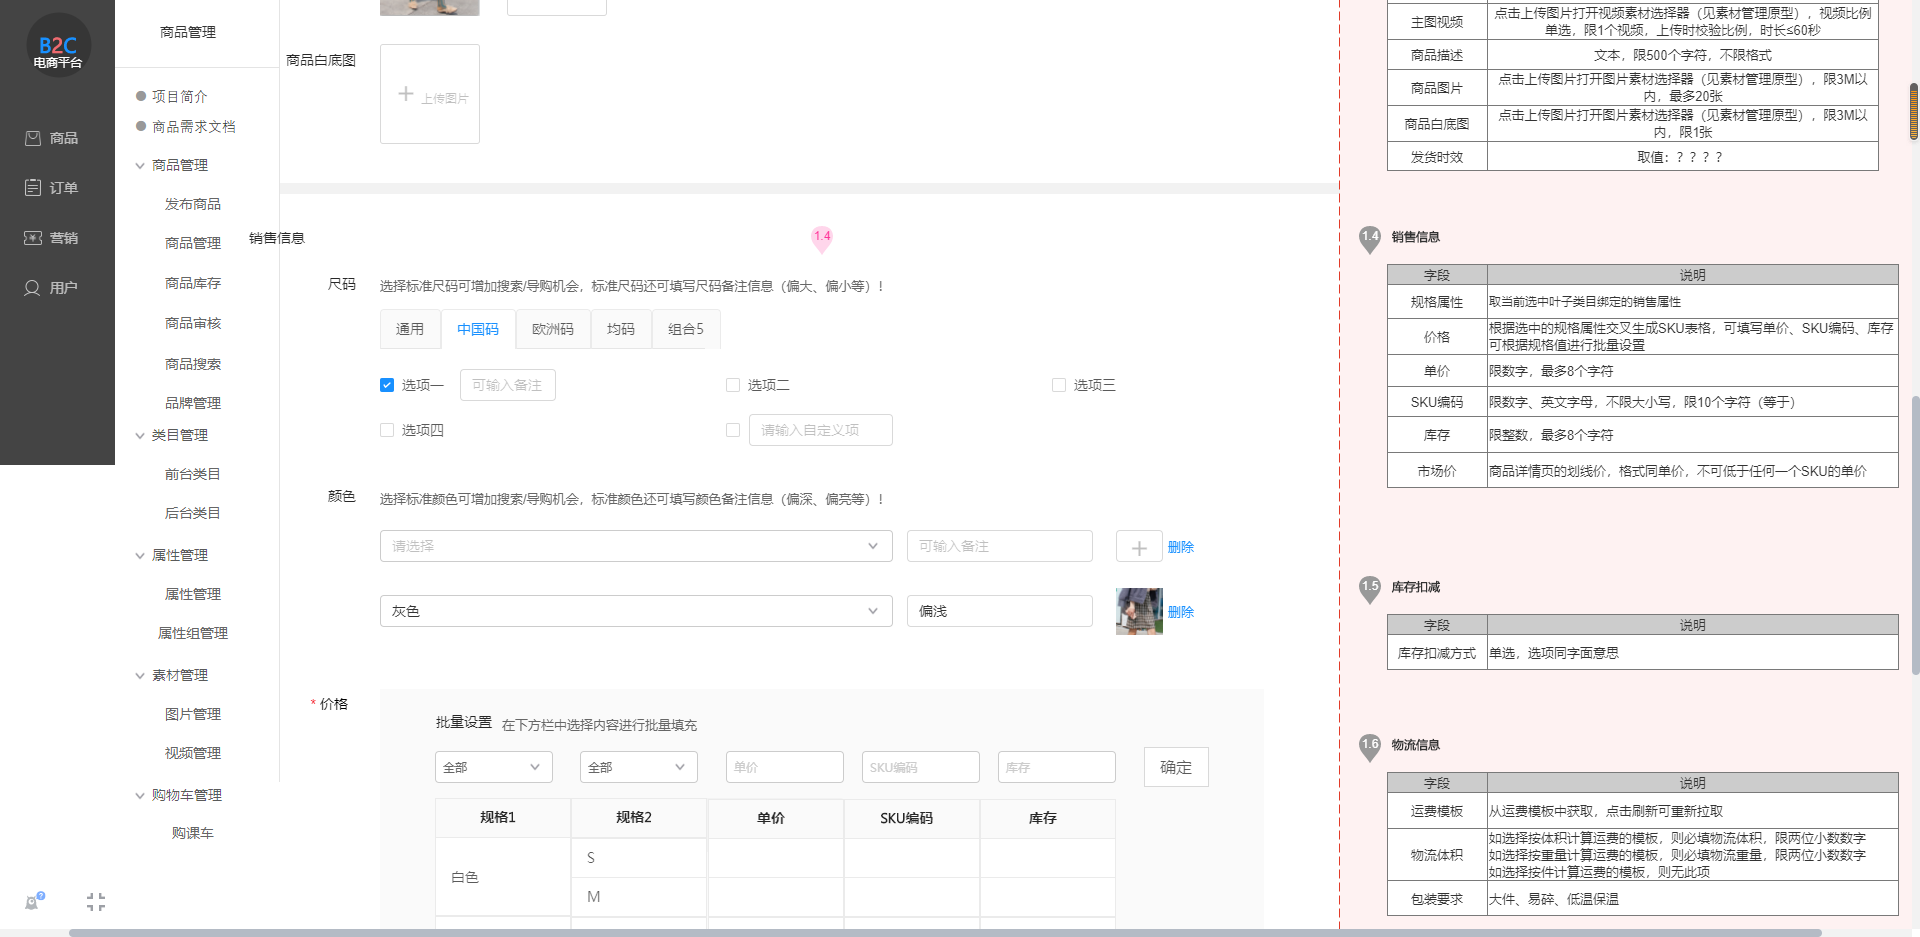 B2C
电商平台
商品
订单
营销
用户
商品管理
项目简介
商品需求文档
商品管理
发布商品
商品管理
商品库存
商品审核
商品搜索
品牌管理
类目管理
前台类目
后台类目
属性管理
属性管理
属性组管理
素材管理
图片管理
视频管理
购物车管理
购课车
商品白底图
上传图片
销售信息
1.4
尺码
选择标准尺码可增加搜索/导购机会，标准尺码还可填写尺码备注信息（偏大、偏小等）！
通用 中国码 欧洲码 均码 组合5
选项一 可输入备注 选项二 选项三
选项四 请输入自定义项
颜色
选择标准颜色可增加搜索/导购机会，标准颜色还可填写颜色备注信息（偏深、偏亮等）！
请选择 可输入备注 删除
灰色 偏浅 删除
* 价格
批量设置 在下方栏中选择内容进行批量填充
全部 全部 单价 SKU编码 库存 确定
规格1 规格2 单价 SKU编码 库存
白色 S
M
主图视频 点击上传图片打开视频素材选择器（见素材管理原型），视频比例
单选，限1个视频，上传时校验比例，时长≤60秒
商品描述 文本，限500个字符，不限格式
商品图片 点击上传图片打开图片素材选择器（见素材管理原型），限3M以
内，最多20张
商品白底图 点击上传图片打开图片素材选择器（见素材管理原型），限3M以
内，限1张
发货时效 取值：？？？？
1.4 销售信息
字段 说明
规格属性 取当前选中叶子类目绑定的销售属性
价格 根据选中的规格属性交叉生成SKU表格，可填写单价、SKU编码、库存
可根据规格值进行批量设置
单价 限数字，最多8个字符
SKU编码 限数字、英文字母，不限大小写，限10个字符（等于）
库存 限整数，最多8个字符
市场价 商品详情页的划线价，格式同单价，不可低于任何一个SKU的单价
1.5 库存扣减
字段 说明
库存扣减方式 单选，选项同字面意思
1.6 物流信息
字段 说明
运费模板 从运费模板中获取，点击刷新可重新拉取
物流体积 如选择按体积计算运费的模板，则必填物流体积，限两位小数数字
如选择按重量计算运费的模板，则必填物流重量，限两位小数数字
如选择按件计算运费的模板，则无此项
包装要求 大件、易碎、低温保温